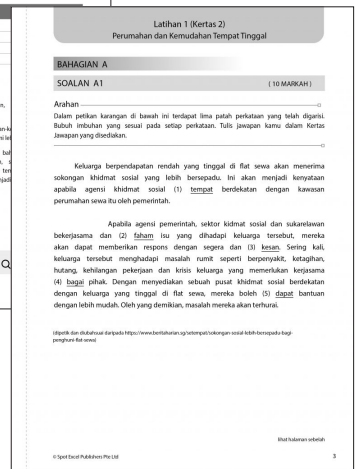 Latihan 1 (Kertas 2)
Perumahan dan Kemudahan Tempat Tinggal
BAHAGIAN A
SOALAN A1 ( 10 MARKAH )
Arahan
Dalam petikan karangan di bawah ini terdapat lima patah perkataan yang telah digarisi.
Bubuh imbuhan yang sesuai pada setiap perkataan. Tulis jawapan kamu dalam Kertas
Jawapan yang disediakan.
Keluarga berpendapatan rendah yang tinggal di flat sewa akan menerima
sokongan khidmat sosial yang lebih bersepadu. Ini akan menjadi kenyataan
apabila agensi khidmat sosial (1) tempat berdekatan dengan kawasan
perumahan sewa itu oleh pemerintah.
Apabila agensi pemerintah, sektor kidmat sosial dan sukarelawan
bekerjasama dan (2) faham isu yang dihadapi keluarga tersebut, mereka
akan dapat memberikan respons dengan segera dan (3) kesan. Sering kali,
keluarga tersebut menghadapi masalah rumit seperti berpenyakit, ketagihan,
hutang, kehilangan pekerjaan dan krisis keluarga yang memerlukan kerjasama
(4) bagai pihak. Dengan menyediakan sebuah pusat khidmat sosial berdekatan
dengan keluarga yang tinggal di flat sewa, mereka boleh (5) dapat bantuan
dengan lebih mudah. Oleh yang demikian, masalah mereka akan terhurai.
(dipetik dan diubahsuai daripada https://www.beritaharian.sg/setempat/sokongan-sosial-lebih-bersepadu-bagi-
penghuni-flat-sewa)
lihat halaman sebelah
© Spot Excel Publishers Pte Ltd 3